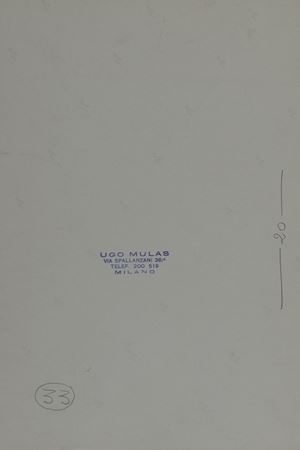 UGO MULAS
VIA SPALLANZANI 36/a
TELEF. 200 519
MILANO
20
33